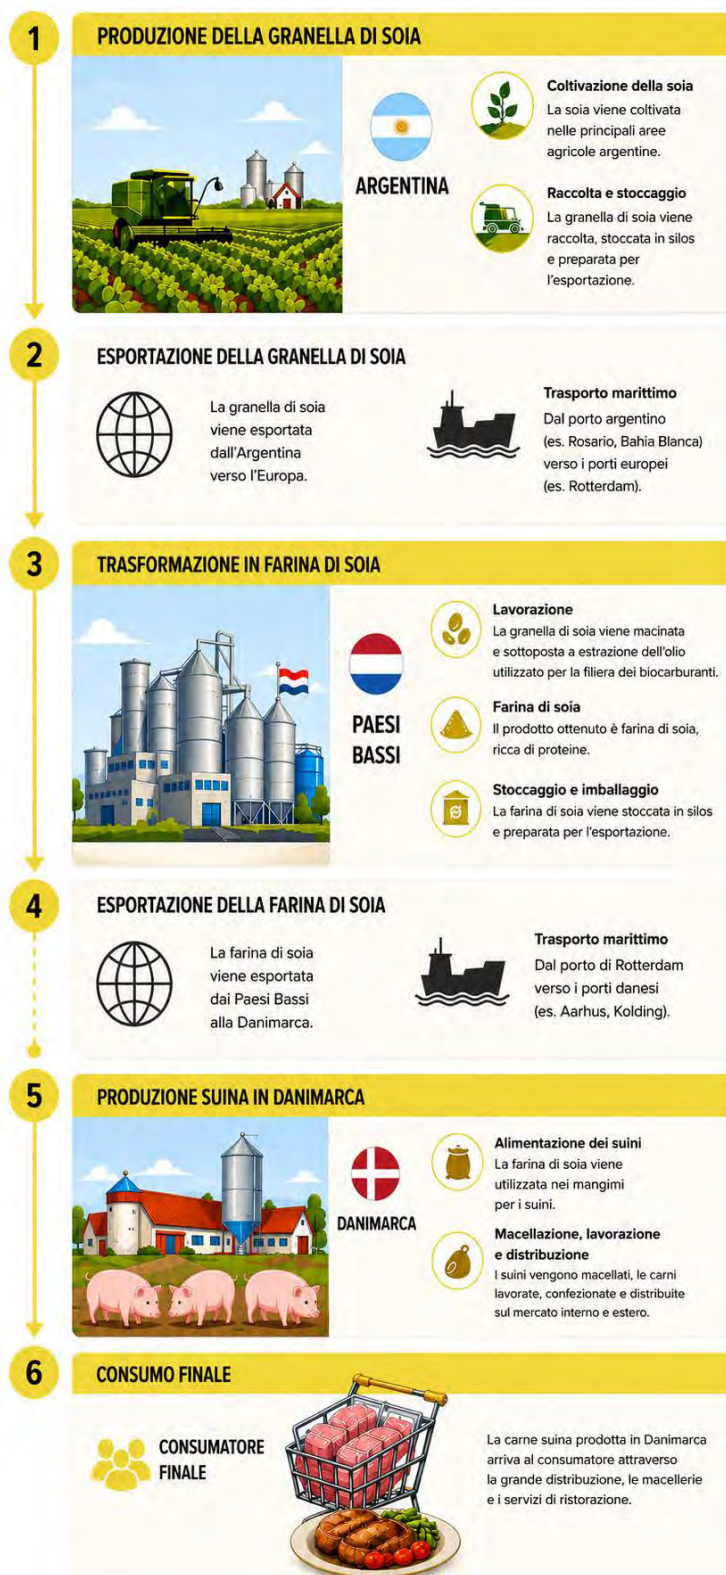 1
PRODUZIONE DELLA GRANELLA DI SOIA
ARGENTINA
Coltivazione della soia
La soia viene coltivata
nelle principali aree
agricole argentine.
Raccolta e stoccaggio
La granella di soia viene
raccolta, stoccata in silos
e preparata per
l'esportazione.
2
ESPORTAZIONE DELLA GRANELLA DI SOIA
La granella di soia
viene esportata
dall'Argentina
verso l'Europa.
Trasporto marittimo
Dal porto argentino
(es. Rosario, Bahia Blanca)
verso i porti europei
(es. Rotterdam).
3
TRASFORMAZIONE IN FARINA DI SOIA
PAESI
BASSI
Lavorazione
La granella di soia viene macinata
e sottoposta a estrazione dell'olio
utilizzato per la filiera dei biocarburanti.
Farina di soia
Il prodotto ottenuto è farina di soia,
ricca di proteine.
Stoccaggio e imballaggio
La farina di soia viene stoccata in silos
e preparata per l'esportazione.
4
ESPORTAZIONE DELLA FARINA DI SOIA
La farina di soia
viene esportata
dai Paesi Bassi
alla Danimarca.
Trasporto marittimo
Dal porto di Rotterdam
verso i porti danesi
(es. Aarhus, Kolding).
5
PRODUZIONE SUINA IN DANIMARCA
DANIMARCA
Alimentazione dei suini
La farina di soia viene
utilizzata nei mangimi
per i suini.
Macellazione, lavorazione
e distribuzione
I suini vengono macellati, le carni
lavorate, confezionate e distribuite
sul mercato interno e estero.
6
CONSUMO FINALE
CONSUMATORE
FINALE
La carne suina prodotta in Danimarca
arriva al consumatore attraverso
la grande distribuzione, le macellerie
e i servizi di ristorazione.